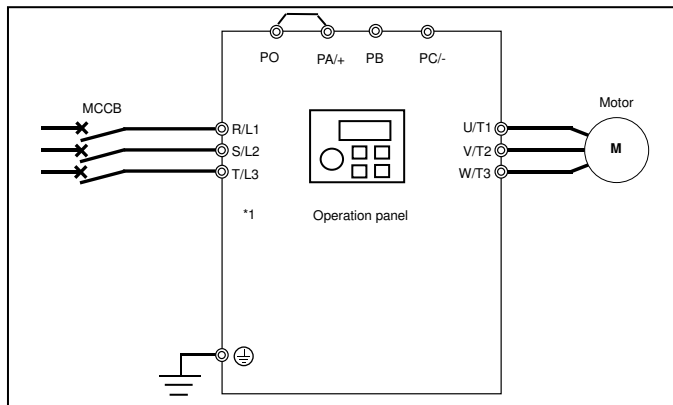 PO PA/+ PB PC/-
MCCB
Motor
R/L1
U/T1
S/L2
V/T2
M
T/L3
W/T3
*1
Operation panel